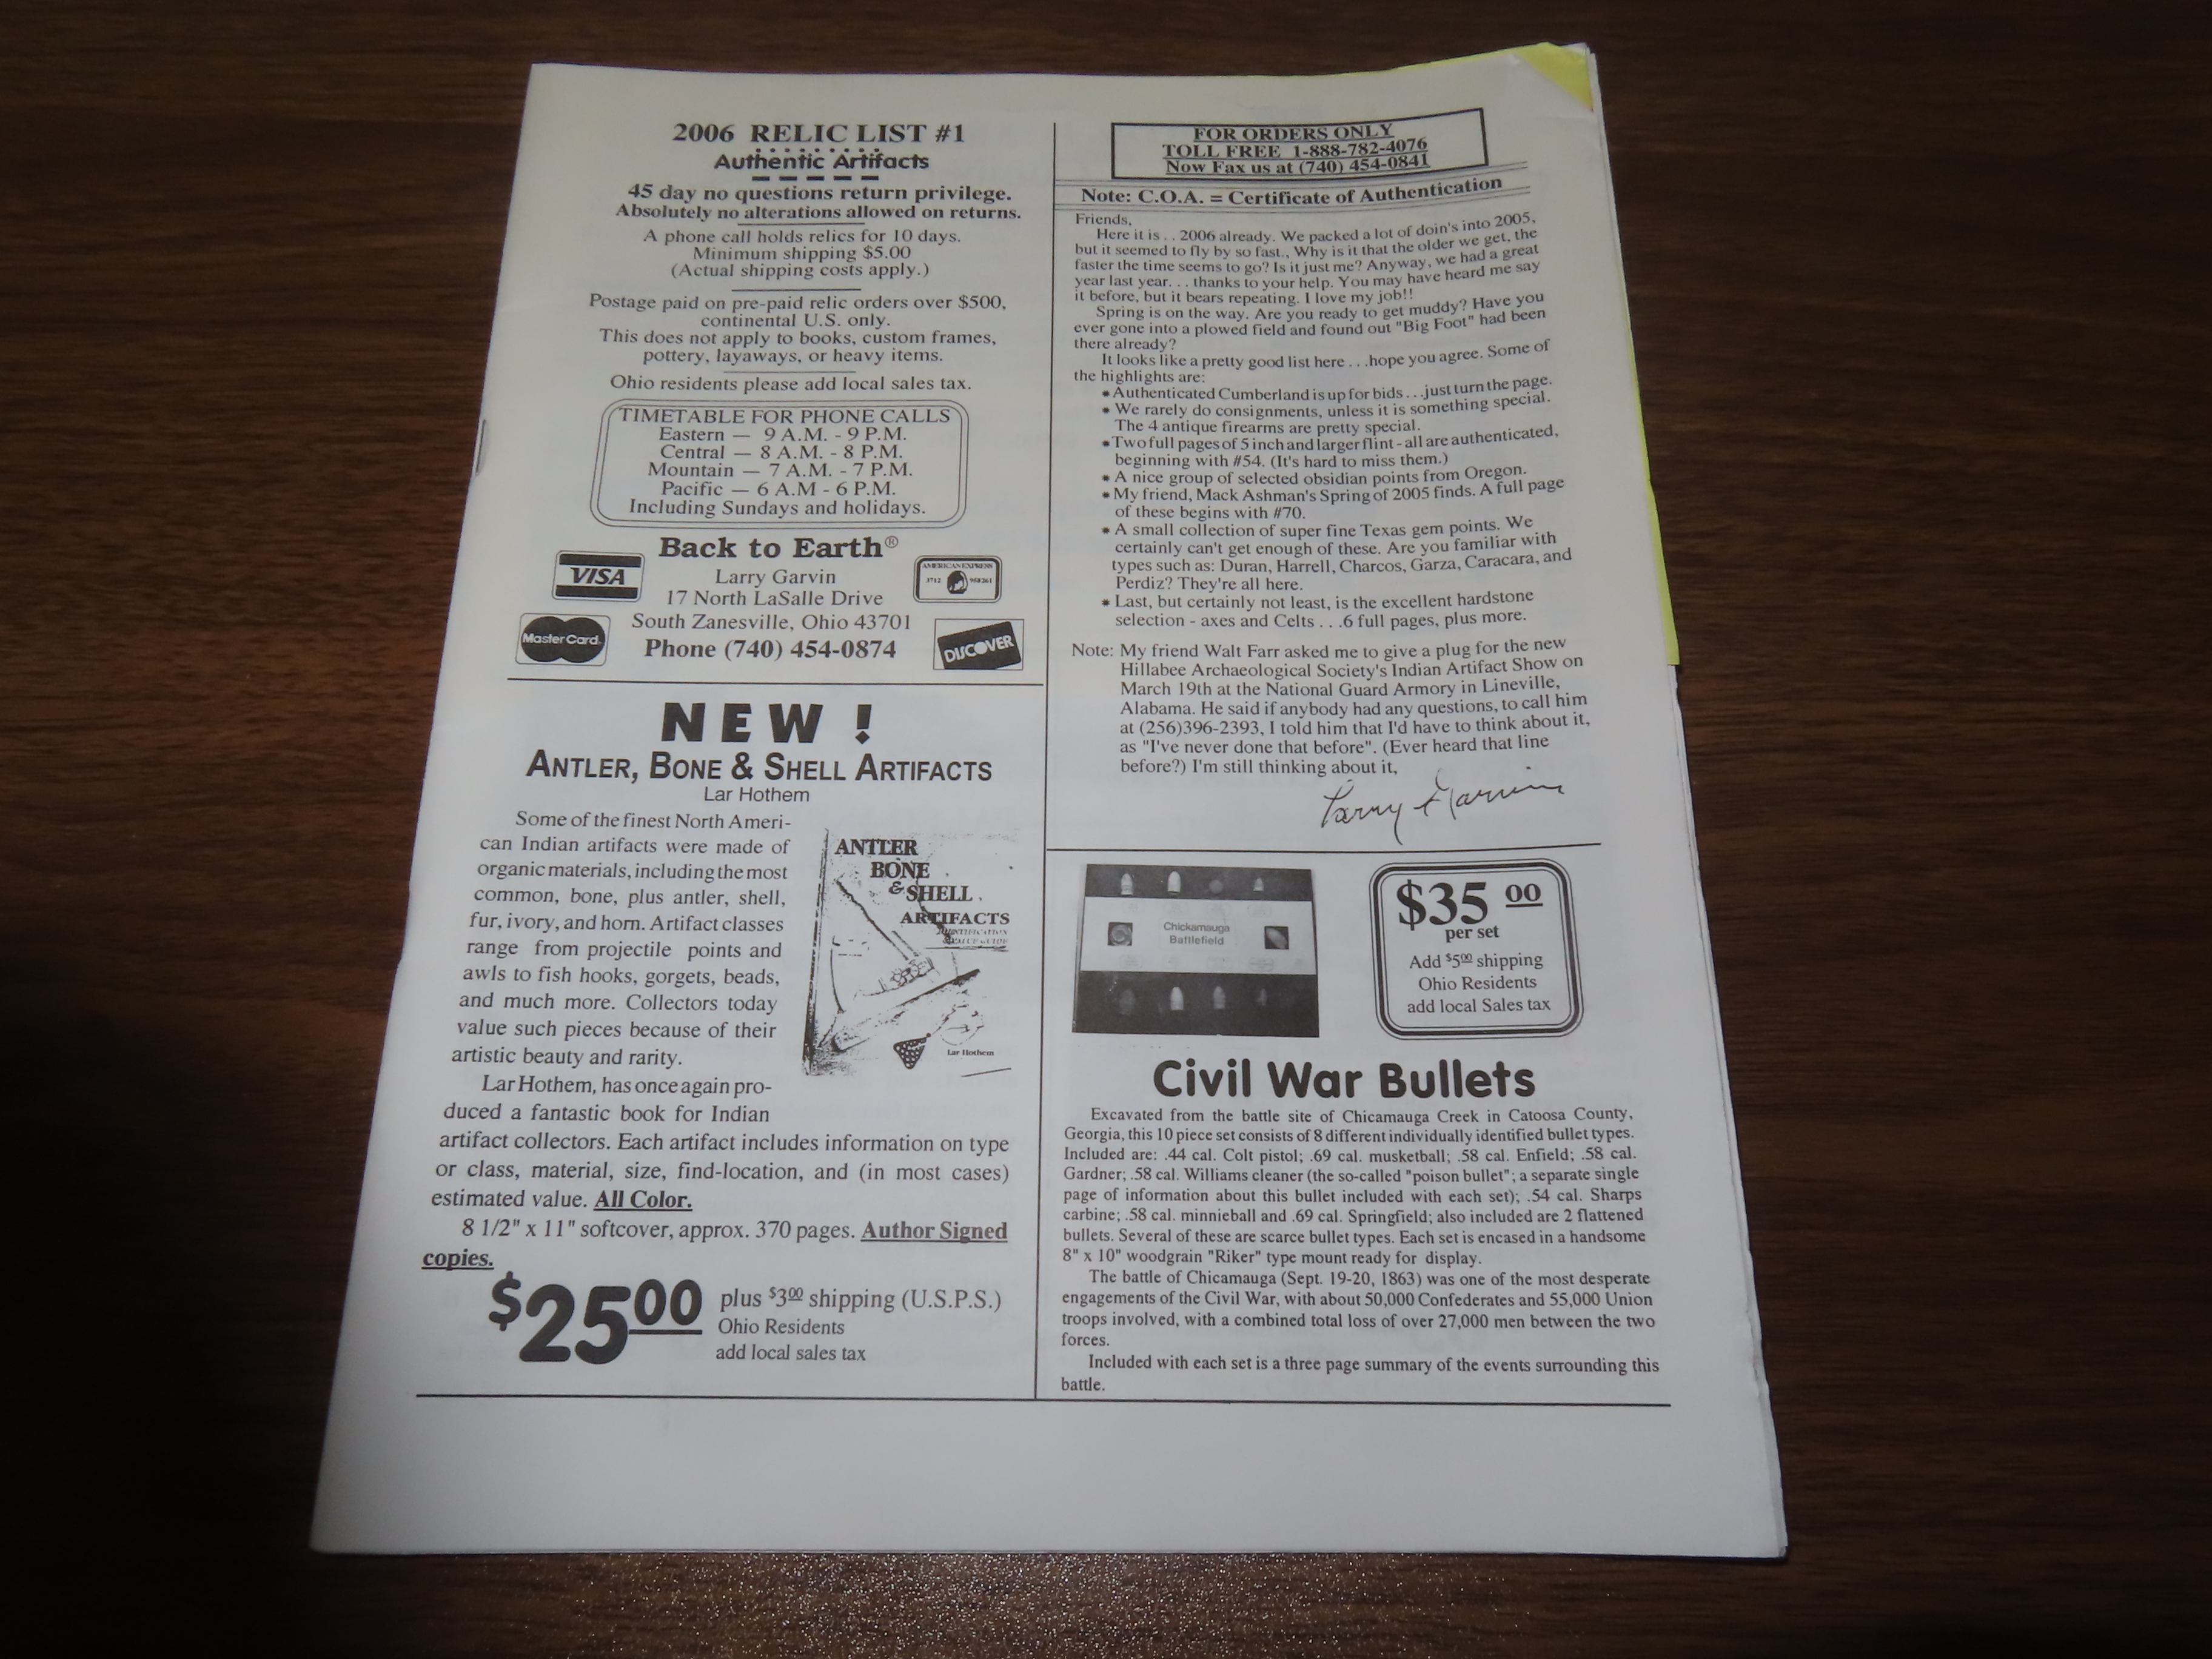 2006 RELIC LIST #1
Authentic Artifacts
45 day no questions return privilege.
Absolutely no alterations allowed on returns.
A phone call holds relics for 10 days.
Minimum shipping $5.00
(Actual shipping costs apply.)
Postage paid on pre-paid relic orders over $500,
continental U.S. only.
This does not apply to books, custom frames,
pottery, layaways, or heavy items.
Ohio residents please add local sales tax.
TIMETABLE FOR PHONE CALLS
Eastern — 9 A.M. - 9 P.M.
Central — 8 A.M. - 8 P.M.
Mountain — 7 A.M. - 7 P.M.
Pacific — 6 A.M - 6 P.M.
Including Sundays and holidays.
Back to Earth®
VISA
AMERICAN EXPRESS
Larry Garvin
17 North LaSalle Drive
South Zanesville, Ohio 43701
MasterCard
Phone (740) 454-0874
DISCOVER
NEW !
ANTLER, BONE & SHELL ARTIFACTS
Lar Hothem
Some of the finest North Ameri-
can Indian artifacts were made of
organic materials, including the most
common, bone, plus antler, shell,
fur, ivory, and horn. Artifact classes
range from projectile points and
awls to fish hooks, gorgets, beads,
and much more. Collectors today
value such pieces because of their
artistic beauty and rarity.
Lar Hothem, has once again pro-
duced a fantastic book for Indian
artifact collectors. Each artifact includes information on type
or class, material, size, find-location, and (in most cases)
estimated value. All Color.
8 1/2" x 11" softcover, approx. 370 pages. Author Signed
copies.
ANTLER
BONE
& SHELL
ARTIFACTS
IDENTIFICATION
& VALUE GUIDE
Lar Hothem
$25.00 plus $3.00 shipping (U.S.P.S.)
Ohio Residents
add local sales tax
FOR ORDERS ONLY
TOLL FREE 1-888-782-4076
Now Fax us at (740) 454-0841
Note: C.O.A. = Certificate of Authentication
Friends,
Here it is . . 2006 already. We packed a lot of doin's into 2005,
but it seemed to fly by so fast., Why is it that the older we get, the
faster the time seems to go? Is it just me? Anyway, we had a great
year last year. . . thanks to your help. You may have heard me say
it before, but it bears repeating. I love my job!!
Spring is on the way. Are you ready to get muddy? Have you
ever gone into a plowed field and found out "Big Foot" had been
there already?
It looks like a pretty good list here . . .hope you agree. Some of
the highlights are:
* Authenticated Cumberland is up for bids . . .just turn the page.
* We rarely do consignments, unless it is something special.
The 4 antique firearms are pretty special.
* Two full pages of 5 inch and larger flint - all are authenticated,
beginning with #54. (It's hard to miss them.)
* A nice group of selected obsidian points from Oregon.
* My friend, Mack Ashman's Spring of 2005 finds. A full page
of these begins with #70.
* A small collection of super fine Texas gem points. We
certainly can't get enough of these. Are you familiar with
types such as: Duran, Harrell, Charcos, Garza, Caracara, and
Perdiz? They're all here.
* Last, but certainly not least, is the excellent hardstone
selection - axes and Celts . . .6 full pages, plus more.
Note: My friend Walt Farr asked me to give a plug for the new
Hillabee Archaeological Society's Indian Artifact Show on
March 19th at the National Guard Armory in Lineville,
Alabama. He said if anybody had any questions, to call him
at (256)396-2393, I told him that I'd have to think about it,
as "I've never done that before". (Ever heard that line
before?) I'm still thinking about it,
Larry Garvin
Chickamauga
Battlefield
$35 00
per set
Add $5.00 shipping
Ohio Residents
add local Sales tax
Civil War Bullets
Excavated from the battle site of Chicamauga Creek in Catoosa County,
Georgia, this 10 piece set consists of 8 different individually identified bullet types.
Included are: .44 cal. Colt pistol; .69 cal. musketball; .58 cal. Enfield; .58 cal.
Gardner; .58 cal. Williams cleaner (the so-called "poison bullet"; a separate single
page of information about this bullet included with each set); .54 cal. Sharps
carbine; .58 cal. minnieball and .69 cal. Springfield; also included are 2 flattened
bullets. Several of these are scarce bullet types. Each set is encased in a handsome
8" x 10" woodgrain "Riker" type mount ready for display.
The battle of Chicamauga (Sept. 19-20, 1863) was one of the most desperate
engagements of the Civil War, with about 50,000 Confederates and 55,000 Union
troops involved, with a combined total loss of over 27,000 men between the two
forces.
Included with each set is a three page summary of the events surrounding this
battle.